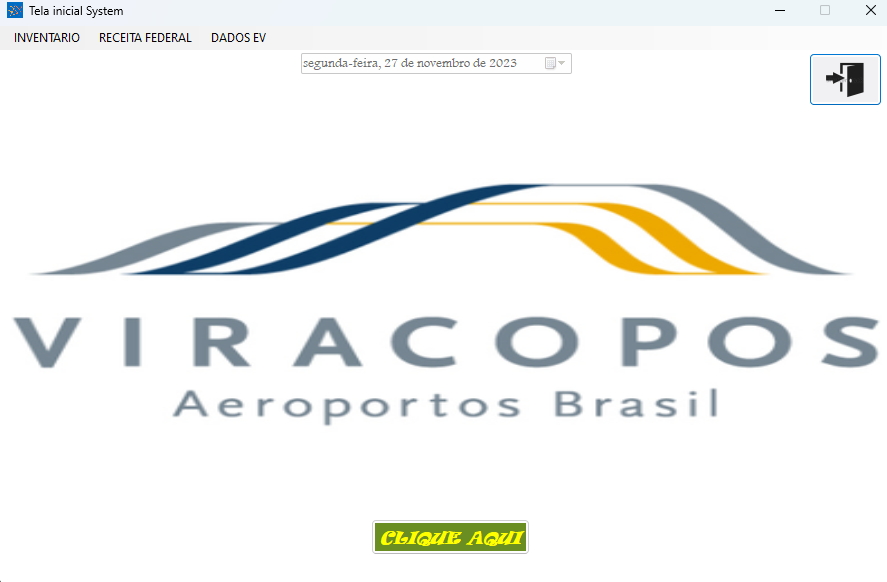 Tela inicial System
INVENTARIO RECEITA FEDERAL DADOS EV
segunda-feira, 27 de novembro de 2023
VIRACOPOS
Aeroportos Brasil
CLIQUE AQUI